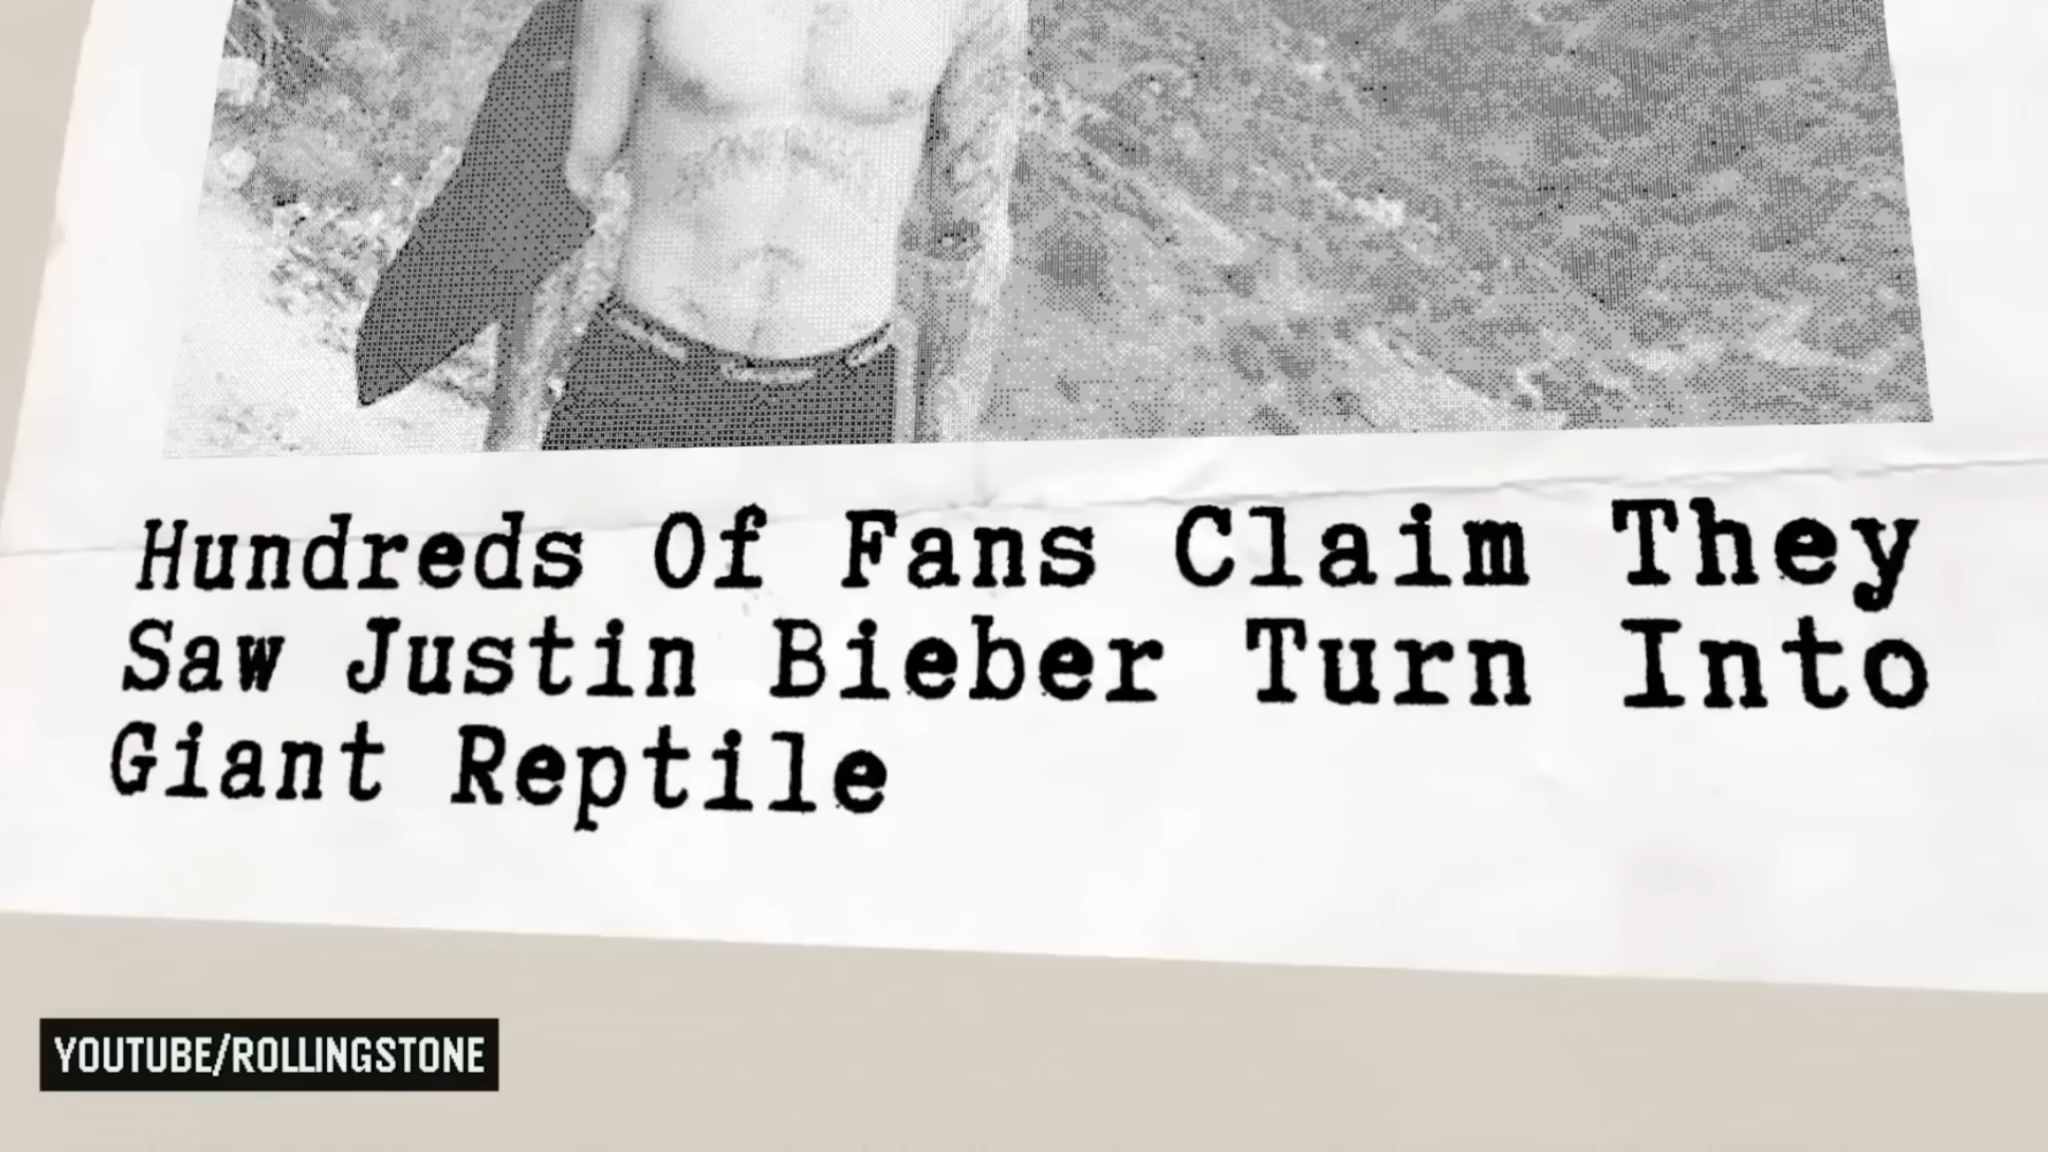 Hundreds Of Fans Claim They
Saw Justin Bieber Turn Into
Giant Reptile
YOUTUBE/ROLLINGSTONE